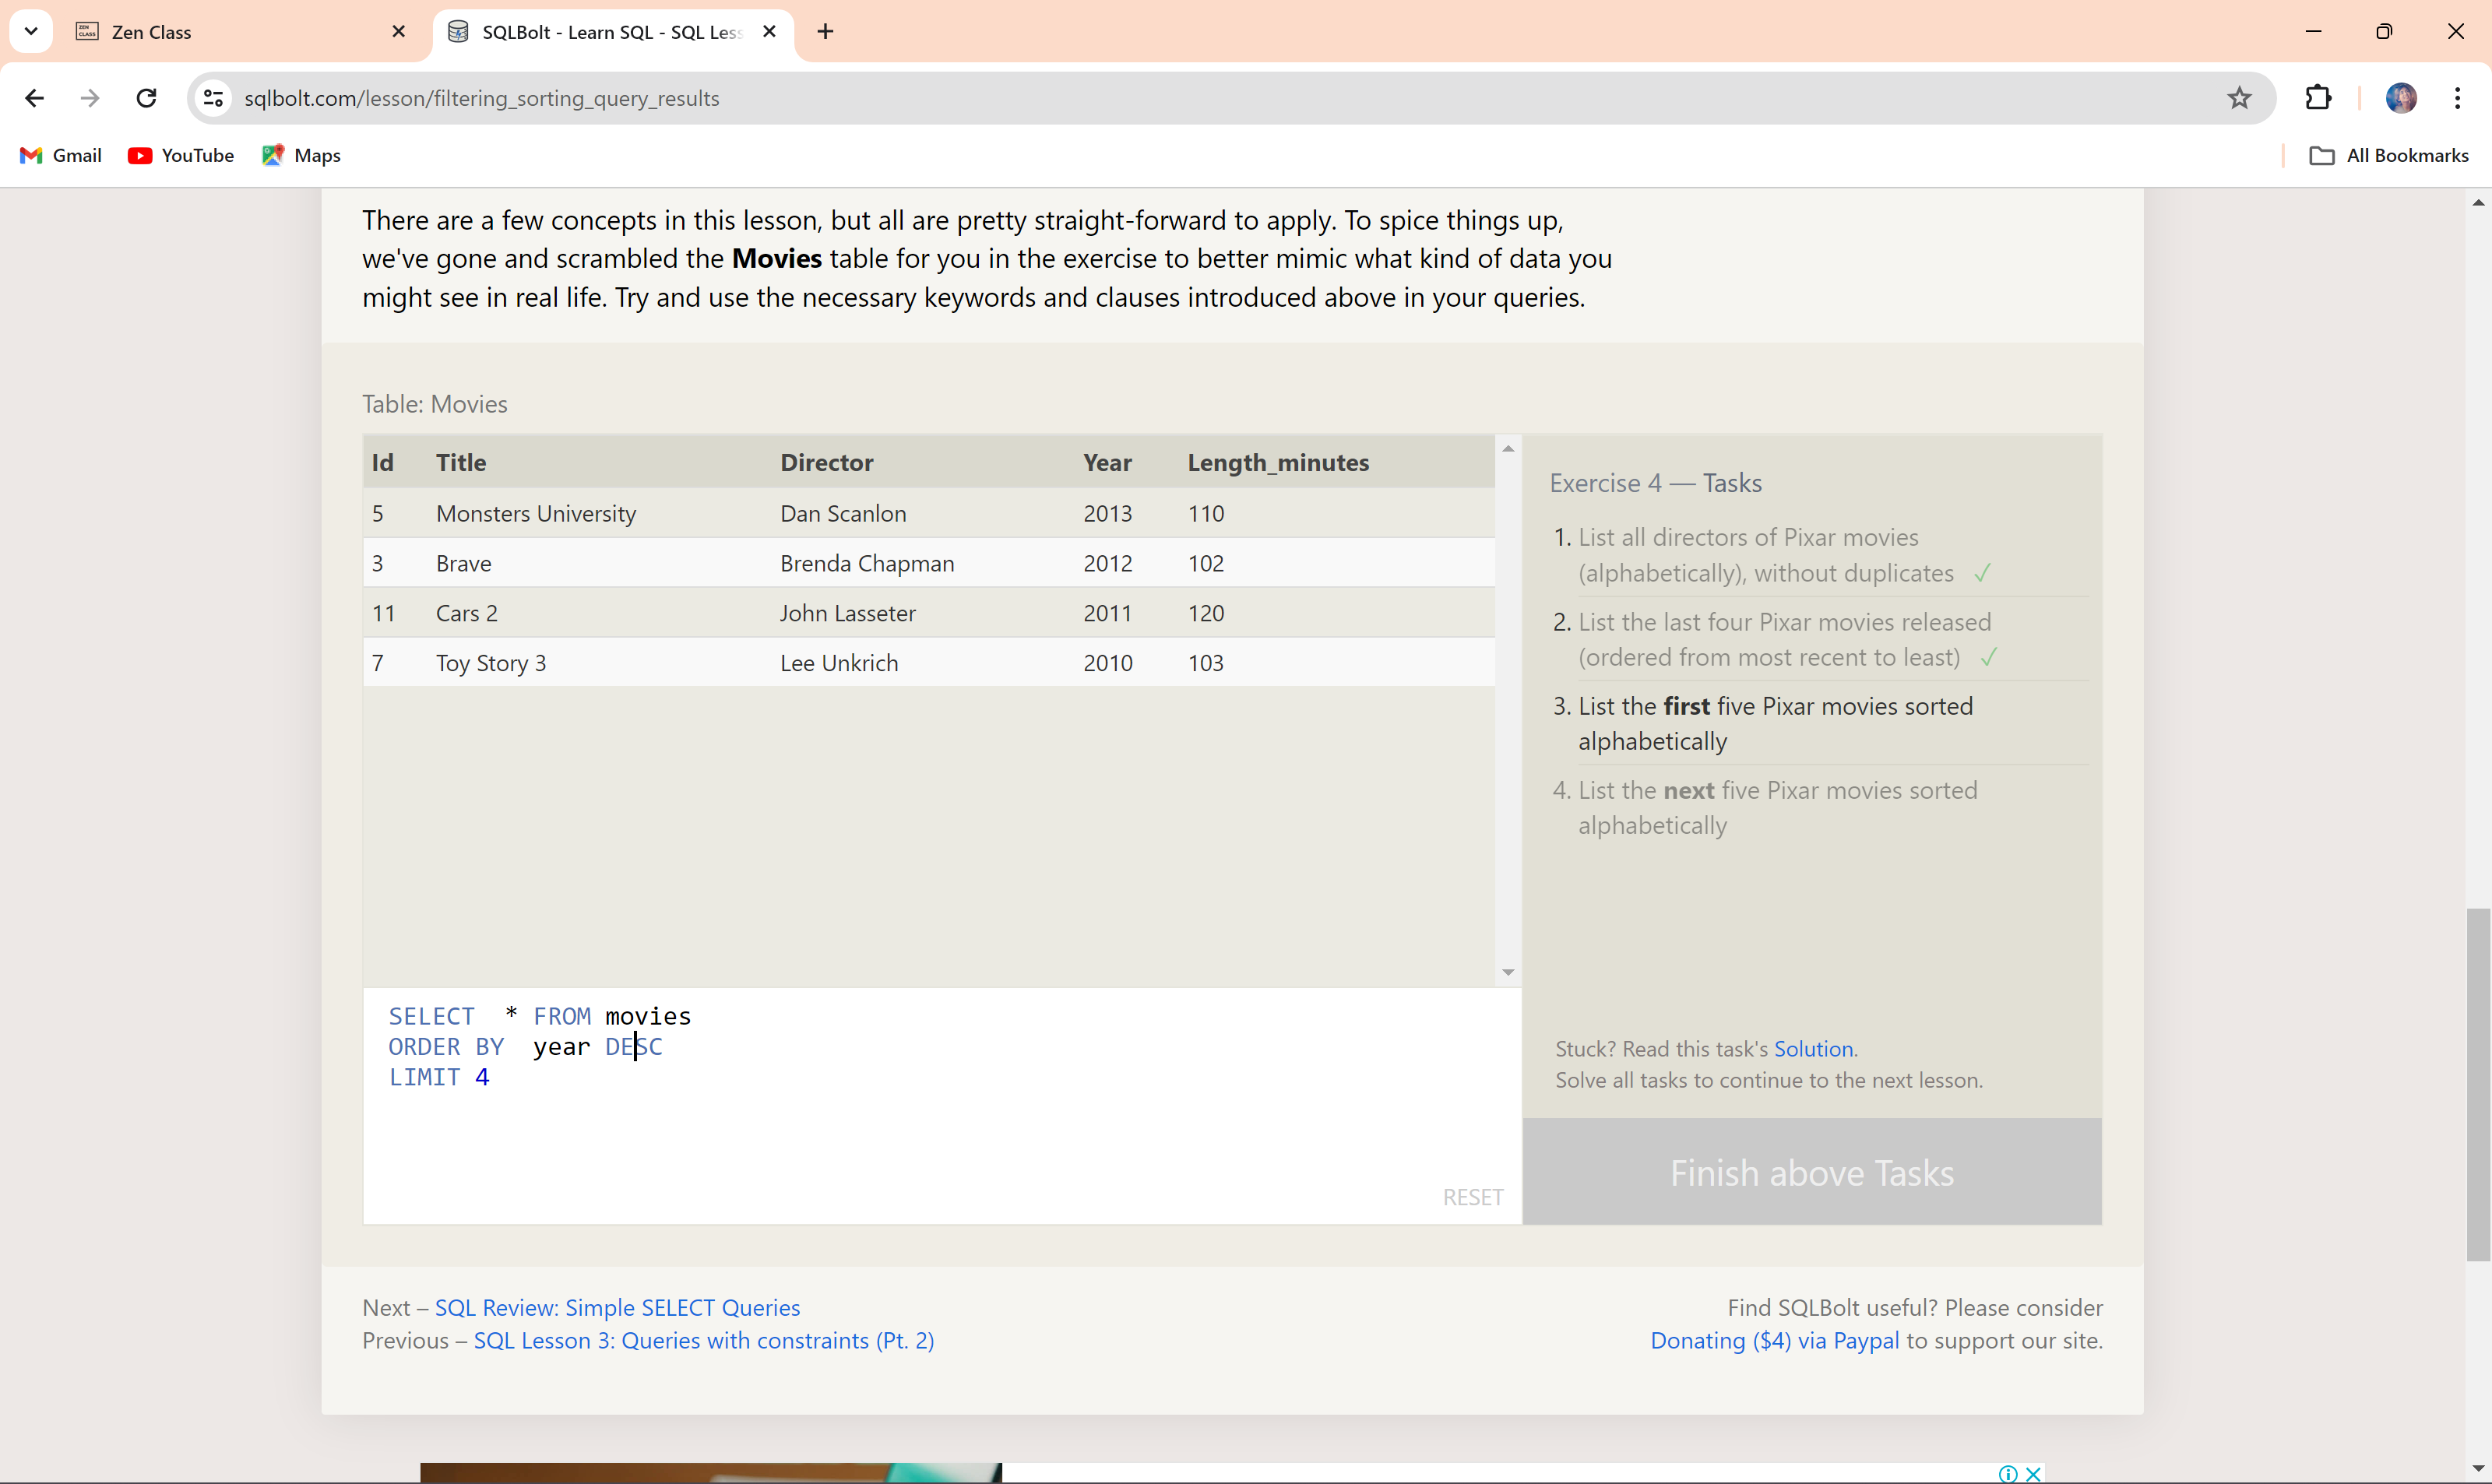 Zen Class
SQLBolt - Learn SQL - SQL Less
sqlbolt.com/lesson/filtering_sorting_query_results
Gmail
YouTube
Maps
All Bookmarks
There are a few concepts in this lesson, but all are pretty straight-forward to apply. To spice things up,
we've gone and scrambled the Movies table for you in the exercise to better mimic what kind of data you
might see in real life. Try and use the necessary keywords and clauses introduced above in your queries.
Table: Movies
Id Title Director Year Length_minutes
5 Monsters University Dan Scanlon 2013 110
3 Brave Brenda Chapman 2012 102
11 Cars 2 John Lasseter 2011 120
7 Toy Story 3 Lee Unkrich 2010 103
SELECT * FROM movies
ORDER BY year DESC
LIMIT 4
RESET
Exercise 4 — Tasks
1. List all directors of Pixar movies
(alphabetically), without duplicates ✓
2. List the last four Pixar movies released
(ordered from most recent to least) ✓
3. List the first five Pixar movies sorted
alphabetically
4. List the next five Pixar movies sorted
alphabetically
Stuck? Read this task's Solution.
Solve all tasks to continue to the next lesson.
Finish above Tasks
Next – SQL Review: Simple SELECT Queries
Previous – SQL Lesson 3: Queries with constraints (Pt. 2)
Find SQLBolt useful? Please consider
Donating ($4) via Paypal to support our site.